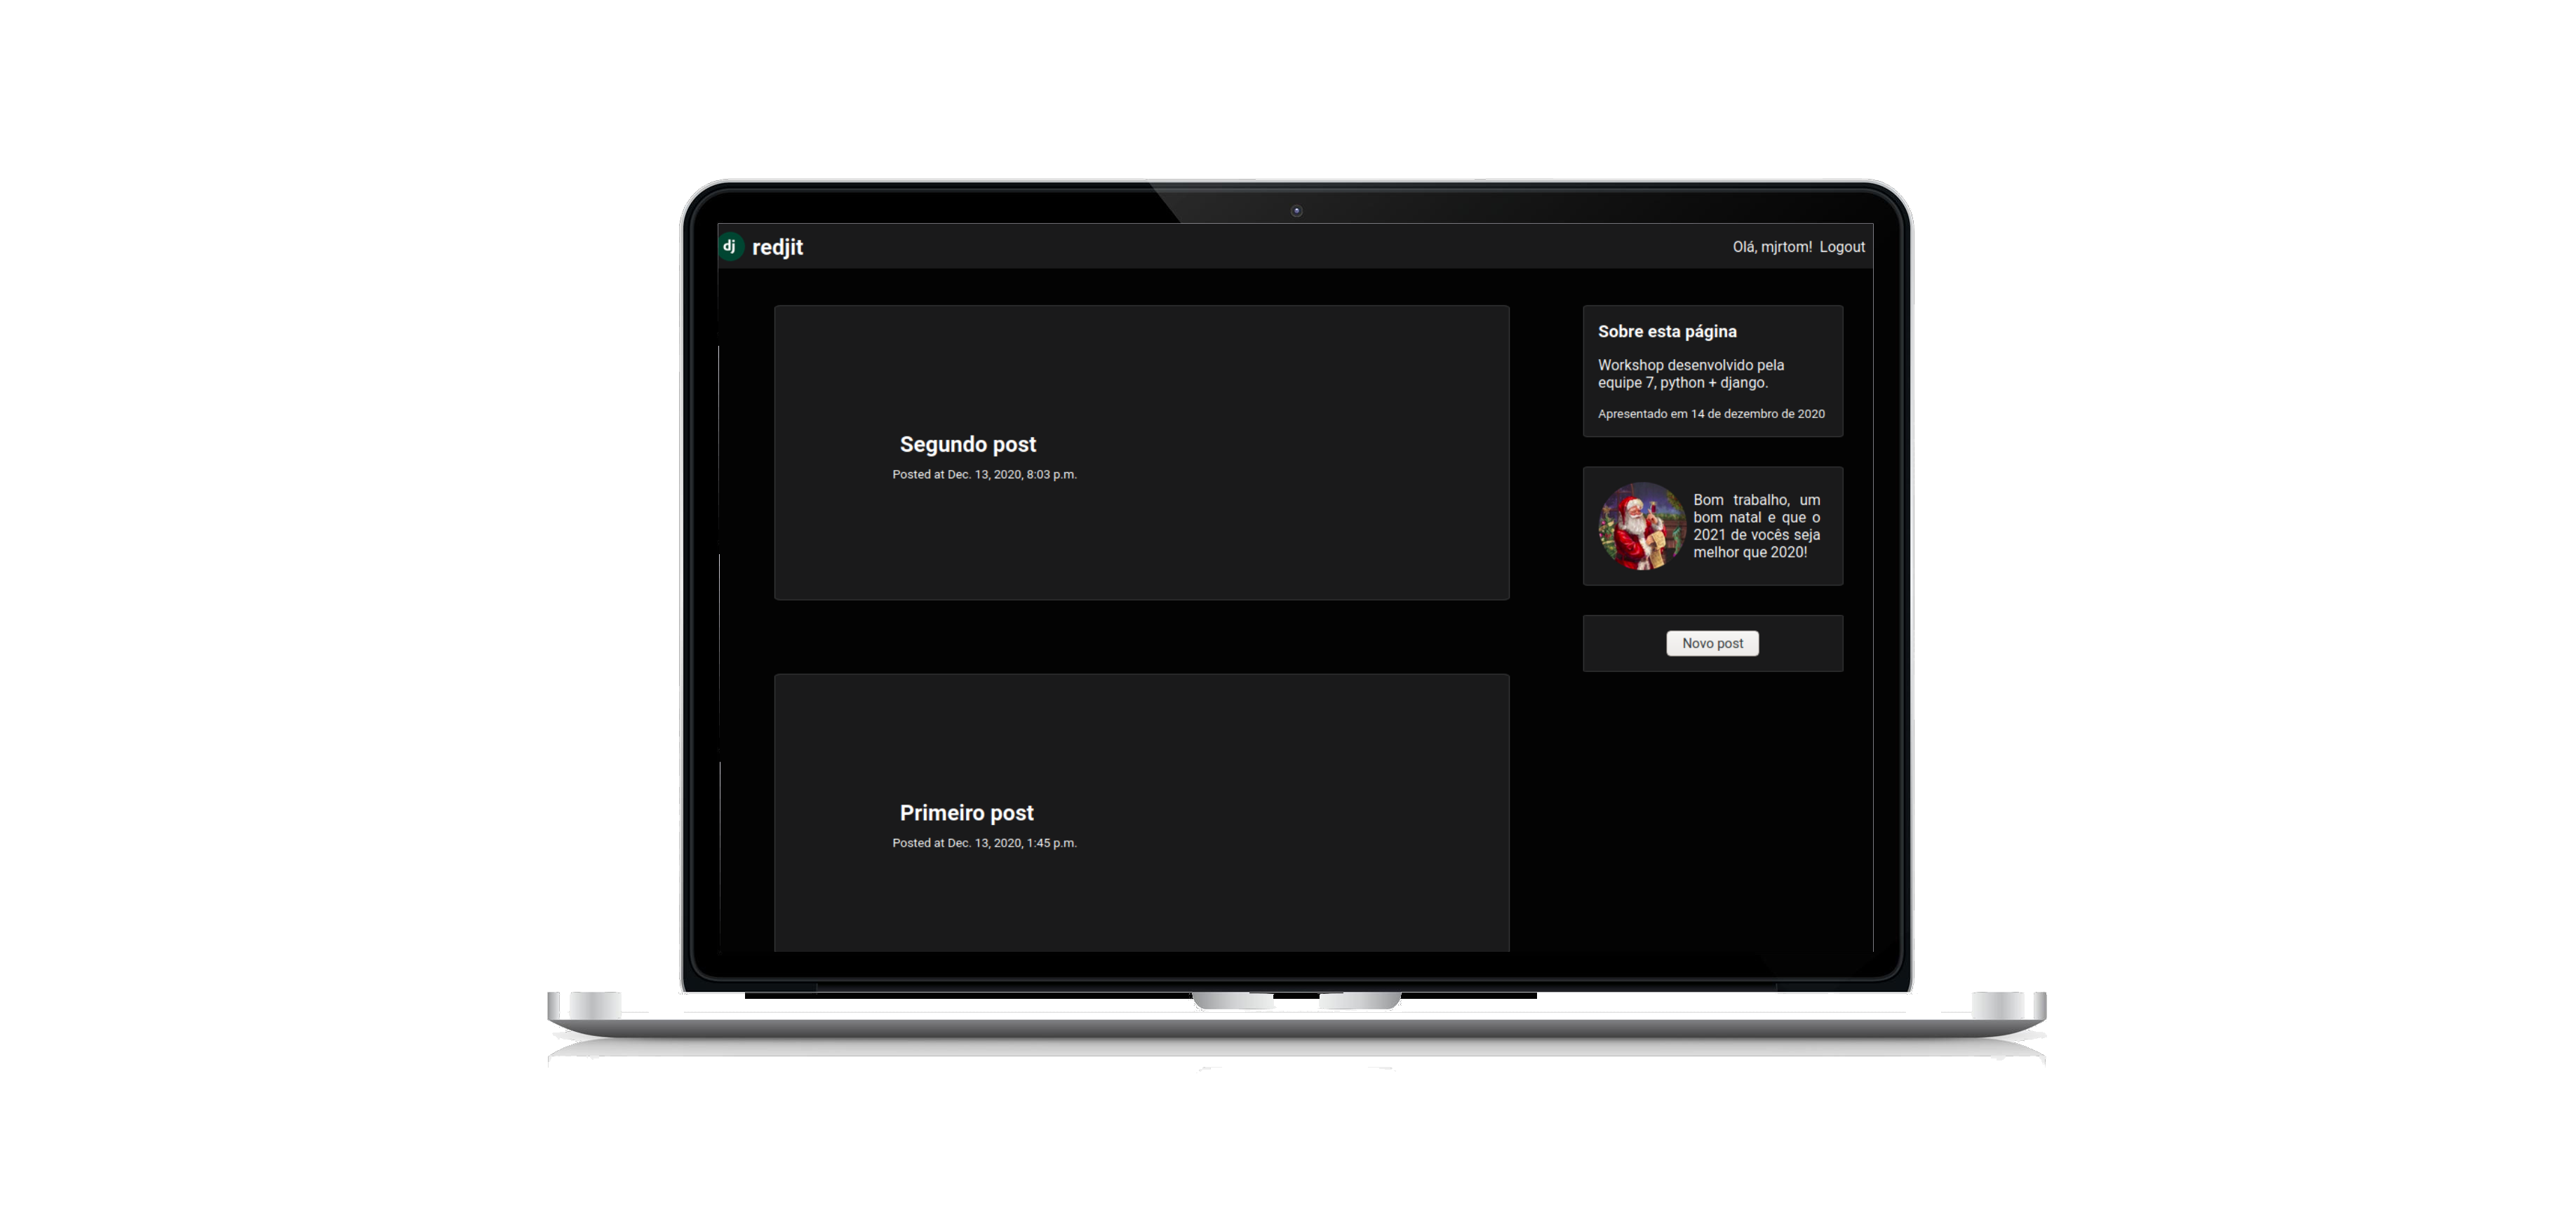 dj redjit
Olá, mjrtom! Logout
Segundo post
Posted at Dec. 13, 2020, 8:03 p.m.
Primeiro post
Posted at Dec. 13, 2020, 1:45 p.m.
Sobre esta página
Workshop desenvolvido pela
equipe 7, python + django.
Apresentado em 14 de dezembro de 2020
Bom trabalho, um
bom natal e que o
2021 de vocês seja
melhor que 2020!
Novo post